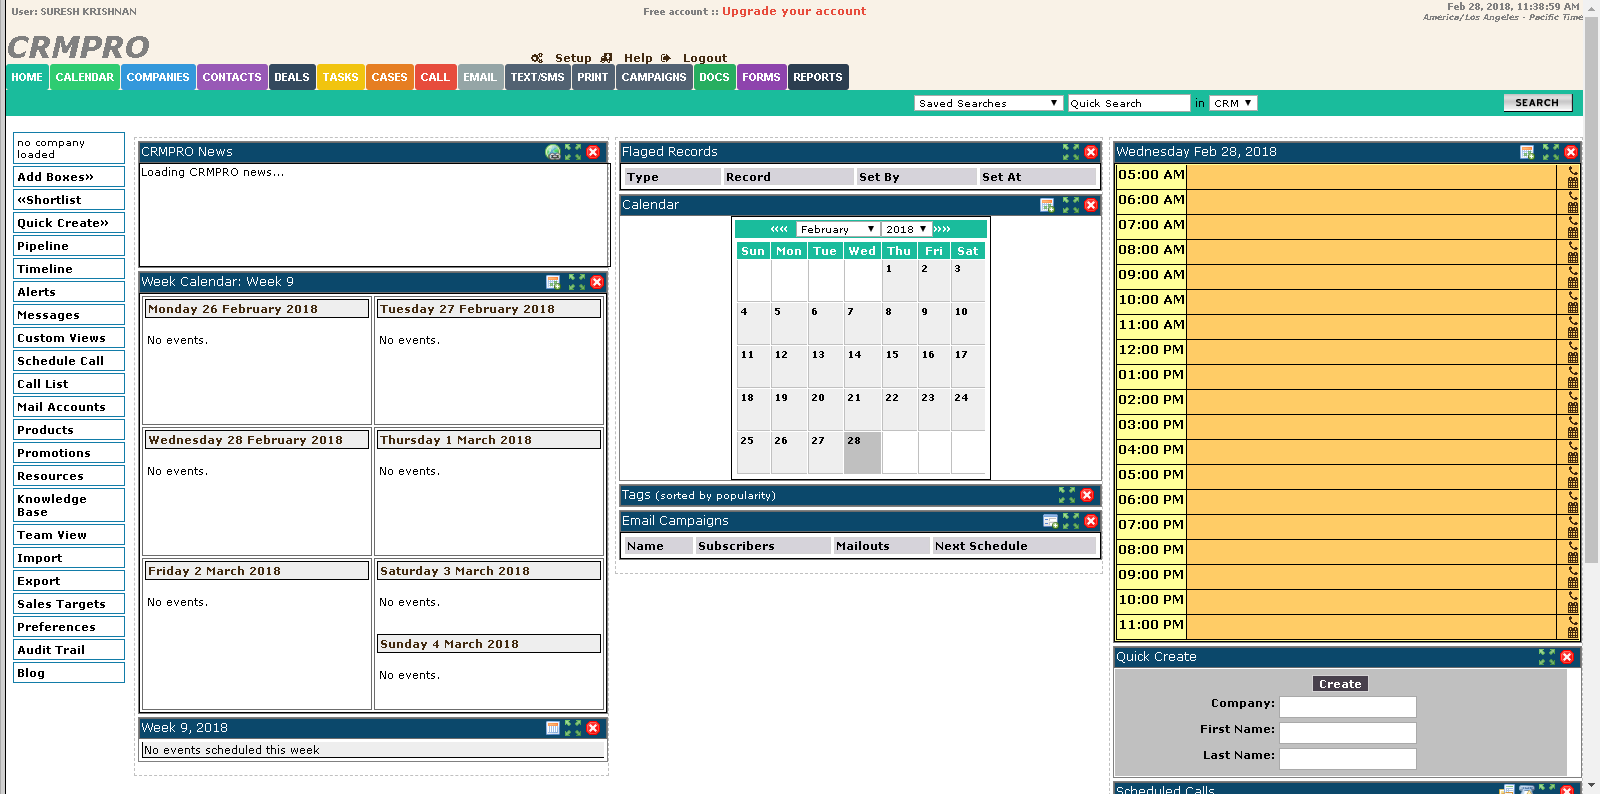 User: SURESH KRISHNAN
Free account :: Upgrade your account
Feb 28, 2018, 11:38:59 AM
America/Los Angeles - Pacific Time
CRMPRO
Setup Help Logout
HOME CALENDAR COMPANIES CONTACTS DEALS TASKS CASES CALL EMAIL TEXT/SMS PRINT CAMPAIGNS DOCS FORMS REPORTS
Saved Searches Quick Search in CRM SEARCH
no company
loaded
Add Boxes»
«Shortlist
Quick Create»
Pipeline
Timeline
Alerts
Messages
Custom Views
Schedule Call
Call List
Mail Accounts
Products
Promotions
Resources
Knowledge
Base
Team View
Import
Export
Sales Targets
Preferences
Audit Trail
Blog
CRMPRO News
Loading CRMPRO news...
Week Calendar: Week 9
Monday 26 February 2018
No events.
Tuesday 27 February 2018
No events.
Wednesday 28 February 2018
No events.
Thursday 1 March 2018
No events.
Friday 2 March 2018
No events.
Saturday 3 March 2018
No events.
Sunday 4 March 2018
No events.
Week 9, 2018
No events scheduled this week
Flaged Records
Type Record Set By Set At
Calendar
«« February 2018 »»
Sun Mon Tue Wed Thu Fri Sat
1 2 3
4 5 6 7 8 9 10
11 12 13 14 15 16 17
18 19 20 21 22 23 24
25 26 27 28
Tags (sorted by popularity)
Email Campaigns
Name Subscribers Mailouts Next Schedule
Wednesday Feb 28, 2018
05:00 AM
06:00 AM
07:00 AM
08:00 AM
09:00 AM
10:00 AM
11:00 AM
12:00 PM
01:00 PM
02:00 PM
03:00 PM
04:00 PM
05:00 PM
06:00 PM
07:00 PM
08:00 PM
09:00 PM
10:00 PM
11:00 PM
Quick Create
Create
Company:
First Name:
Last Name:
Scheduled Calls